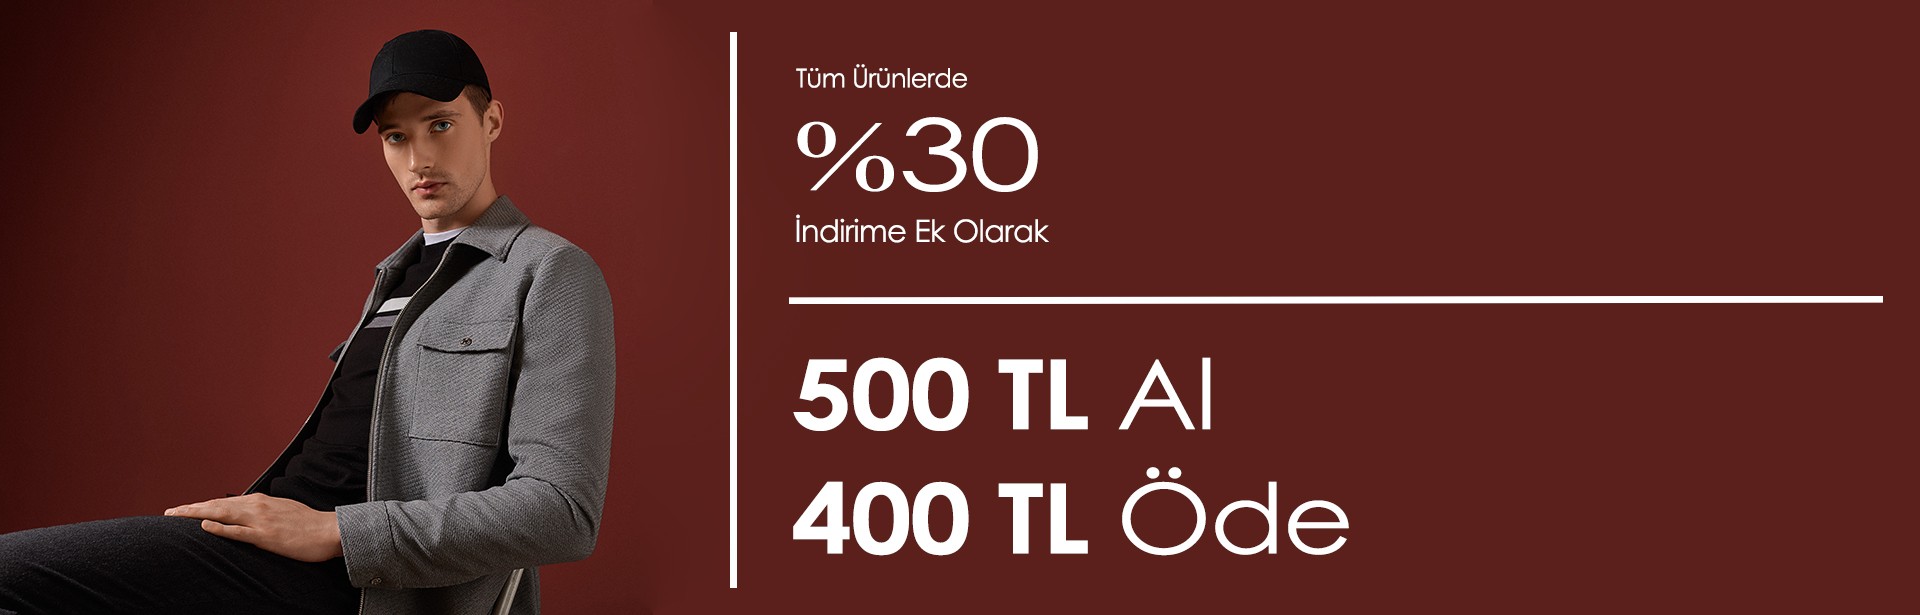 Tüm Ürünlerde
%30
İndirime Ek Olarak
500 TL Al
400 TL Öde